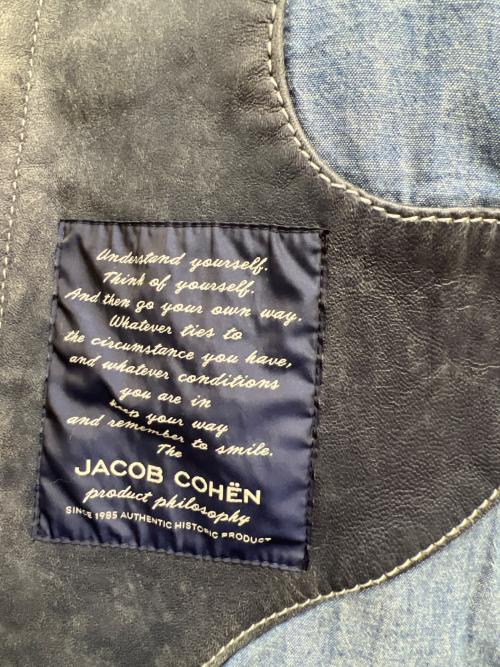 Understand yourself.
Think of yourself.
And then go your own way.
Whatever ties to
the circumstance you have,
and whatever conditions
you are in
keep your way
and remember to smile.
The
JACOB COHËN
product philosophy
SINCE 1985 AUTHENTIC HISTORIC PRODUCT